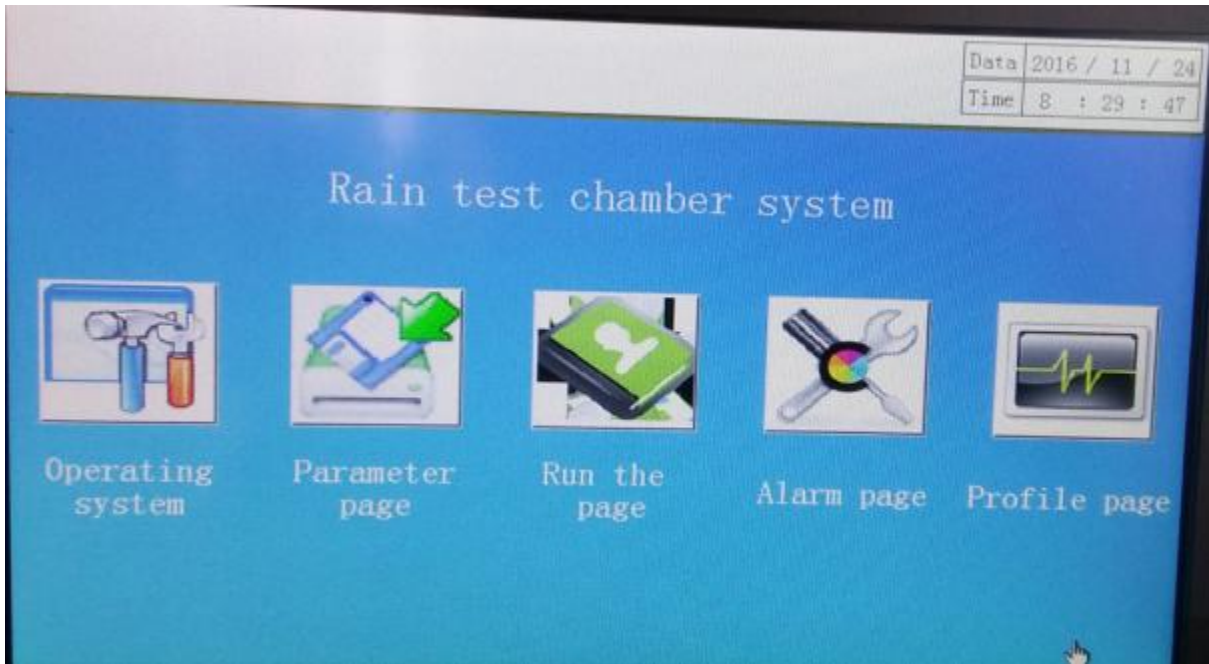 Data 2016 / 11 / 24
Time 8 : 29 : 47
Rain test chamber system
Operating
system
Parameter
page
Run the
page
Alarm page
Profile page